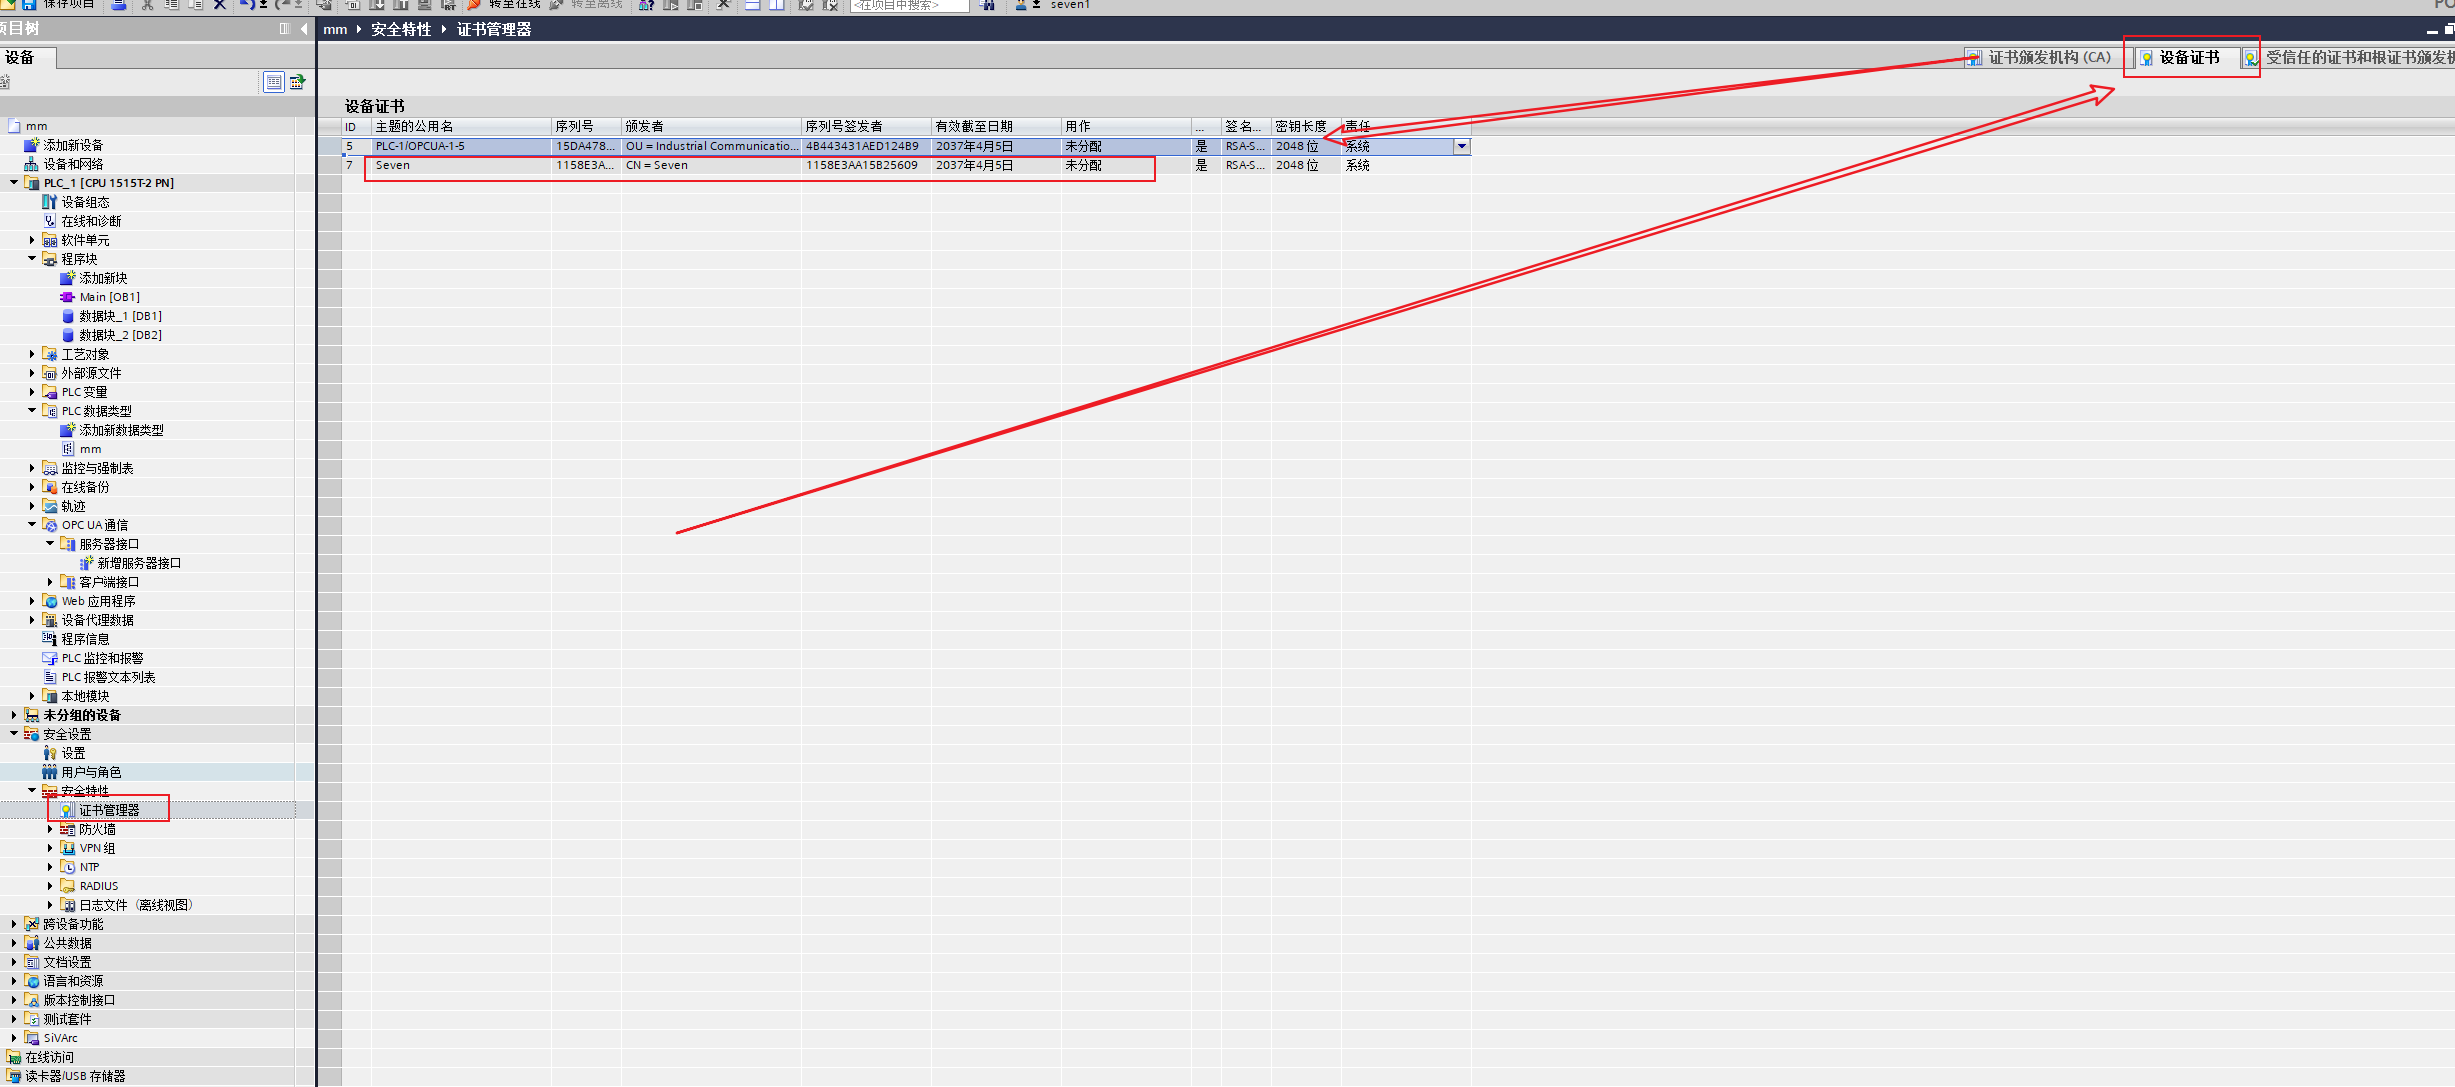 保存项目 转至在线 转至离线 <在项目中搜索> seven1
项目树
mm 安全特性 证书管理器
设备
证书颁发机构 (CA) 设备证书 受信任的证书和根证书颁发机
设备证书
ID 主题的公用名 序列号 颁发者 序列号签发者 有效截至日期 用作 ... 签名... 密钥长度 责任
5 PLC-1/OPCUA-1-5 15DA478... OU = Industrial Communicatio... 4B443431AED124B9 2037年4月5日 未分配 是 RSA-S... 2048 位 系统
7 Seven 1158E3A... CN = Seven 1158E3AA15B25609 2037年4月5日 未分配 是 RSA-S... 2048 位 系统
mm
添加新设备
设备和网络
PLC_1 [CPU 1515T-2 PN]
设备组态
在线和诊断
软件单元
程序块
添加新块
Main [OB1]
数据块_1 [DB1]
数据块_2 [DB2]
工艺对象
外部源文件
PLC 变量
PLC 数据类型
添加新数据类型
mm
监控与强制表
在线备份
轨迹
OPC UA 通信
服务器接口
新增服务器接口
客户端接口
Web 应用程序
设备代理数据
程序信息
PLC 监控和报警
PLC 报警文本列表
本地模块
未分组的设备
安全设置
设置
用户与角色
安全特性
证书管理器
防火墙
VPN 组
NTP
RADIUS
日志文件（离线视图）
跨设备功能
公共数据
文档设置
语言和资源
版本控制接口
测试套件
SiVArc
在线访问
读卡器/USB 存储器